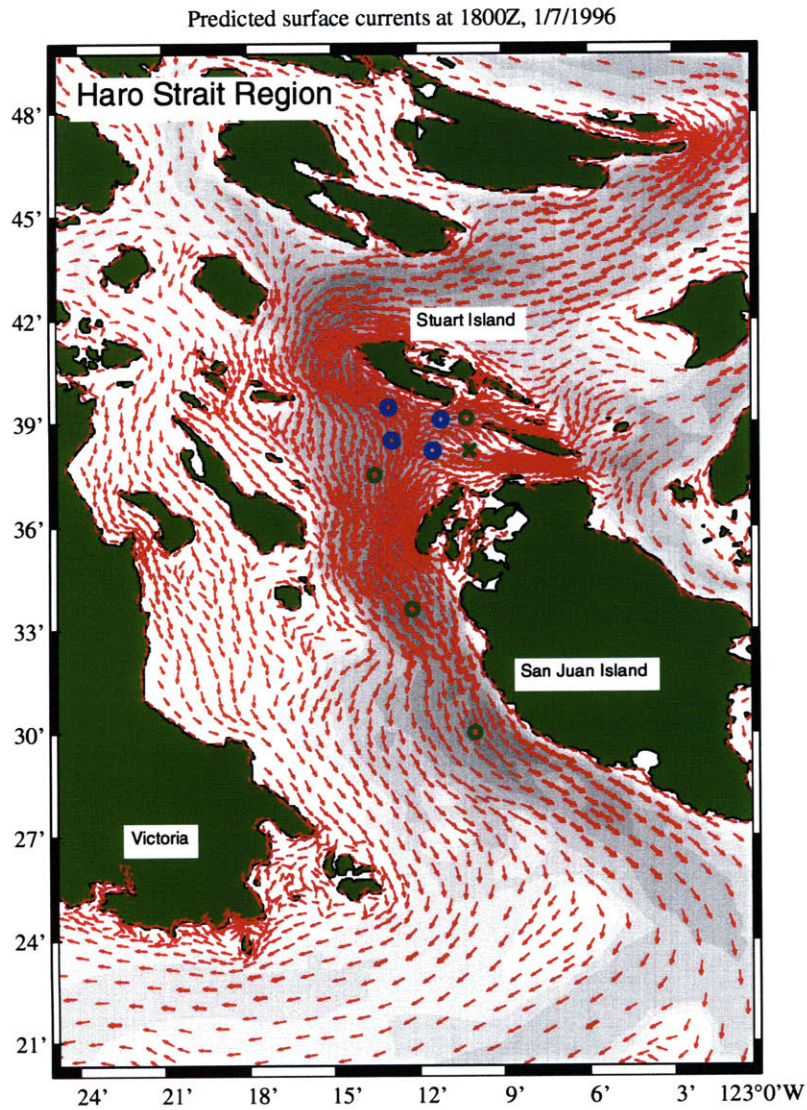 Predicted surface currents at 1800Z, 1/7/1996
Haro Strait Region
48'
45'
42'
Stuart Island
39'
36'
33'
San Juan Island
30'
27'
Victoria
24'
21'
24' 21' 18' 15' 12' 9' 6' 3' 123°0'W